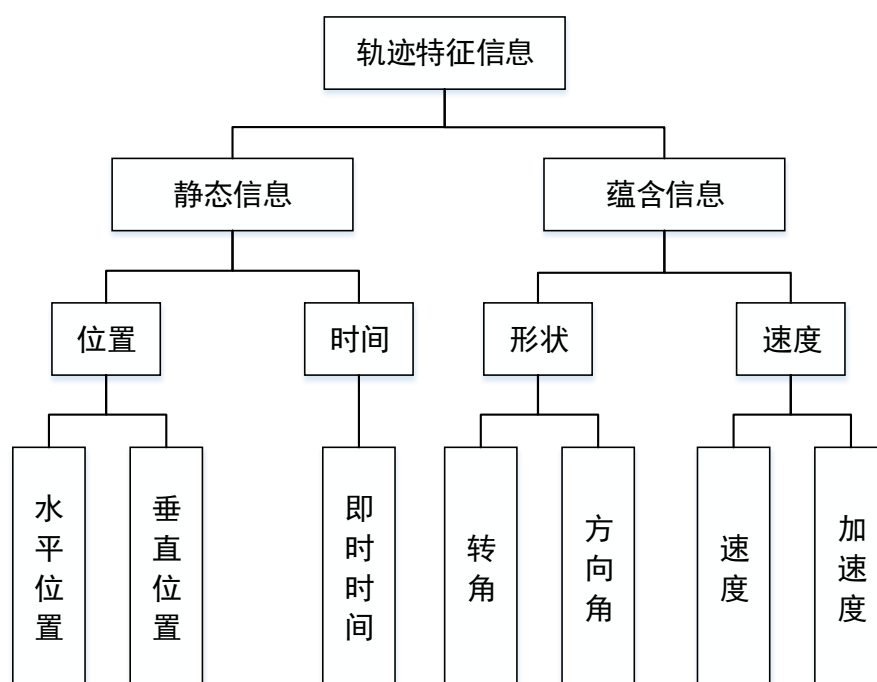 轨迹特征信息
静态信息
蕴含信息
位置
时间
形状
速度
水平位置
垂直位置
即时时间
转角
方向角
速度
加速度